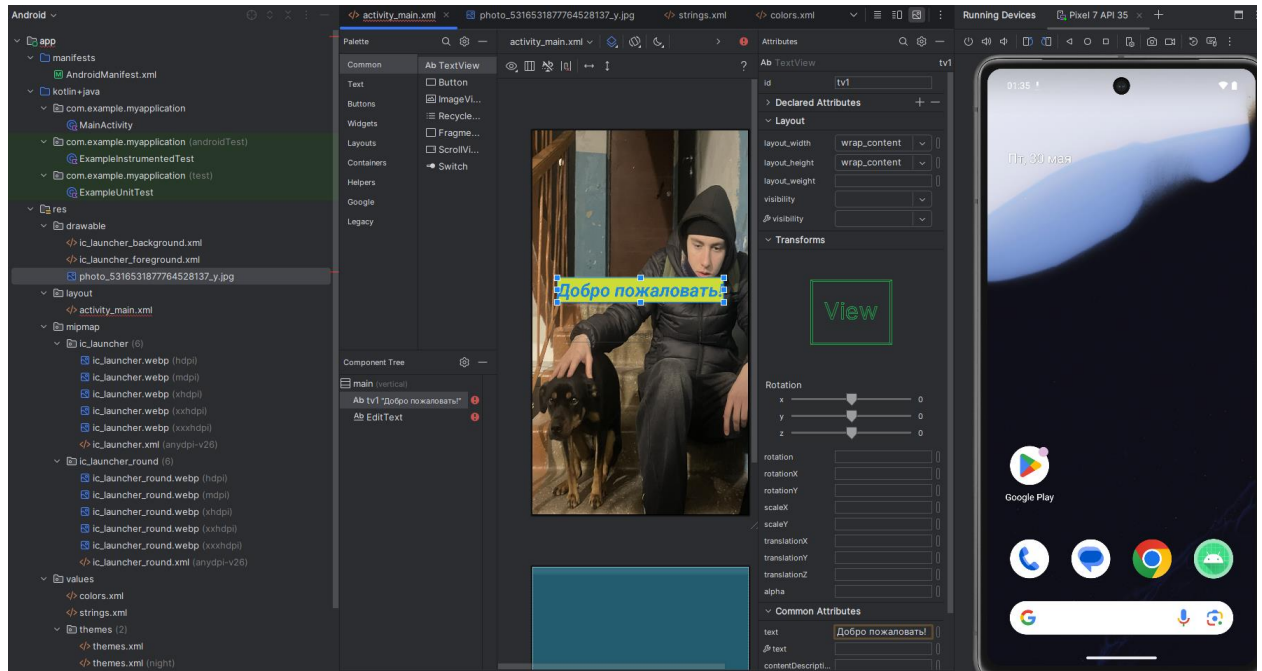 Android
activity_main.xml
photo_5316531877764528137_y.jpg
strings.xml
colors.xml
Running Devices
Pixel 7 API 35
app
manifests
AndroidManifest.xml
kotlin+java
com.example.myapplication
MainActivity
com.example.myapplication (androidTest)
ExampleInstrumentedTest
com.example.myapplication (test)
ExampleUnitTest
res
drawable
ic_launcher_background.xml
ic_launcher_foreground.xml
photo_5316531877764528137_y.jpg
layout
activity_main.xml
mipmap
ic_launcher (6)
ic_launcher.webp (hdpi)
ic_launcher.webp (mdpi)
ic_launcher.webp (xhdpi)
ic_launcher.webp (xxhdpi)
ic_launcher.webp (xxxhdpi)
ic_launcher.xml (anydpi-v26)
ic_launcher_round (6)
ic_launcher_round.webp (hdpi)
ic_launcher_round.webp (mdpi)
ic_launcher_round.webp (xhdpi)
ic_launcher_round.webp (xxhdpi)
ic_launcher_round.webp (xxxhdpi)
ic_launcher_round.xml (anydpi-v26)
values
colors.xml
strings.xml
themes (2)
themes.xml
themes.xml (night)
Palette
Common
Text
Buttons
Widgets
Layouts
Containers
Helpers
Google
Legacy
Ab TextView
Button
ImageVi...
Recycle...
Fragme...
ScrollVi...
Switch
Component Tree
main (vertical)
Ab tv1 "Добро пожаловать!"
Ab EditText
activity_main.xml
?
Добро пожаловать!
Attributes
Ab TextView
tv1
id
tv1
Declared Attributes
Layout
layout_width
wrap_content
layout_height
wrap_content
layout_weight
visibility
visibility
Transforms
View
Rotation
x
0
y
0
z
0
rotation
rotationX
rotationY
scaleX
scaleY
translationX
translationY
translationZ
alpha
Common Attributes
text
Добро пожаловать!
text
contentDescripti...
01:35
Пт, 30 мая
Google Play